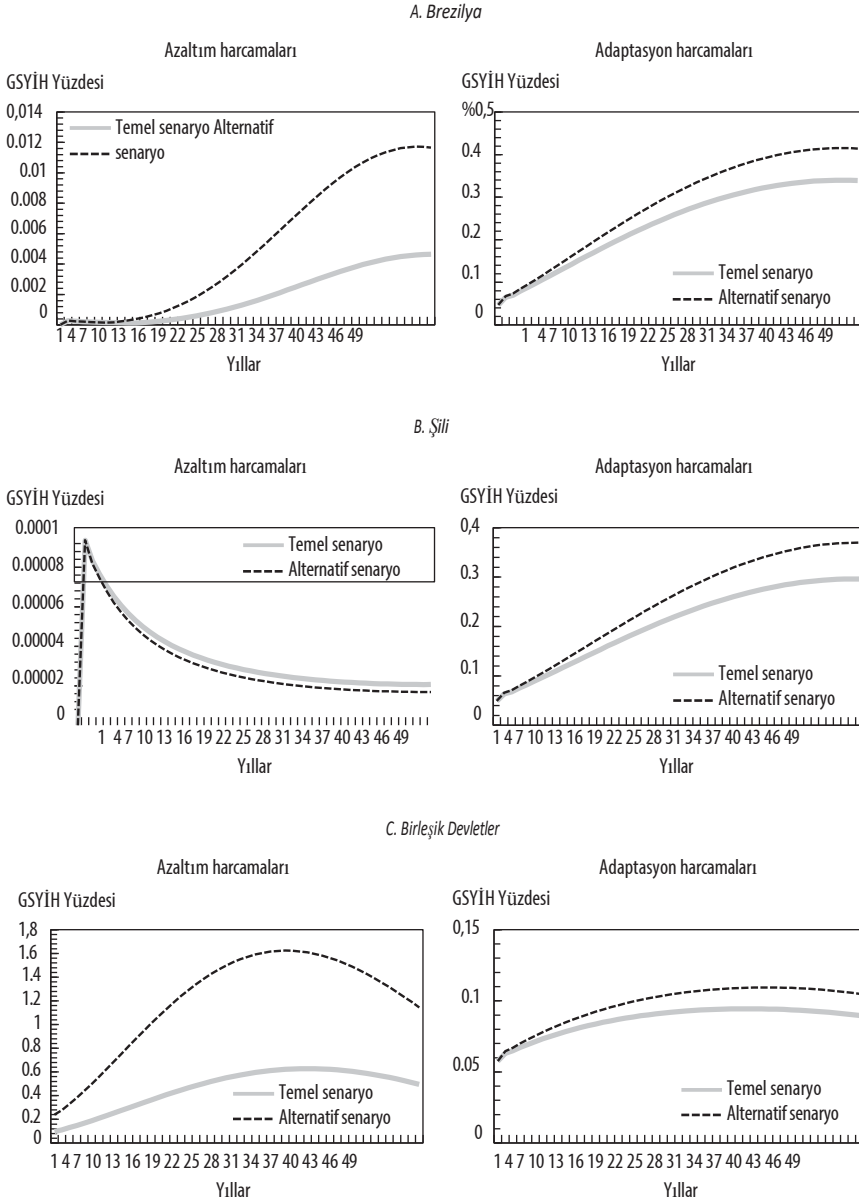 A. Brezilya
Azaltım harcamaları
GSYİH Yüzdesi
0,014
0.012
0.01
0.008
0.006
0.004
0.002
0
Temel senaryo Alternatif
senaryo
1 4 7 10 13 16 19 22 25 28 31 34 37 40 43 46 49
Yıllar
Adaptasyon harcamaları
GSYİH Yüzdesi
%0,5
0.4
0.3
0.2
0.1
0
Temel senaryo
Alternatif senaryo
1 4 7 10 13 16 19 22 25 28 31 34 37 40 43 46 49
Yıllar
B. Şili
Azaltım harcamaları
GSYİH Yüzdesi
0.0001
0.00008
0.00006
0.00004
0.00002
0
Temel senaryo
Alternatif senaryo
1 4 7 10 13 16 19 22 25 28 31 34 37 40 43 46 49
Yıllar
Adaptasyon harcamaları
GSYİH Yüzdesi
0,4
0.3
0.2
0.1
0
Temel senaryo
Alternatif senaryo
1 4 7 10 13 16 19 22 25 28 31 34 37 40 43 46 49
Yıllar
C. Birleşik Devletler
Azaltım harcamaları
GSYİH Yüzdesi
1,8
1.6
1.4
1.2
1
0.8
0.6
0.4
0.2
0
Temel senaryo
Alternatif senaryo
1 4 7 10 13 16 19 22 25 28 31 34 37 40 43 46 49
Yıllar
Adaptasyon harcamaları
GSYİH Yüzdesi
0,15
0.1
0.05
0
Temel senaryo
Alternatif senaryo
1 4 7 10 13 16 19 22 25 28 31 34 37 40 43 46 49
Yıllar